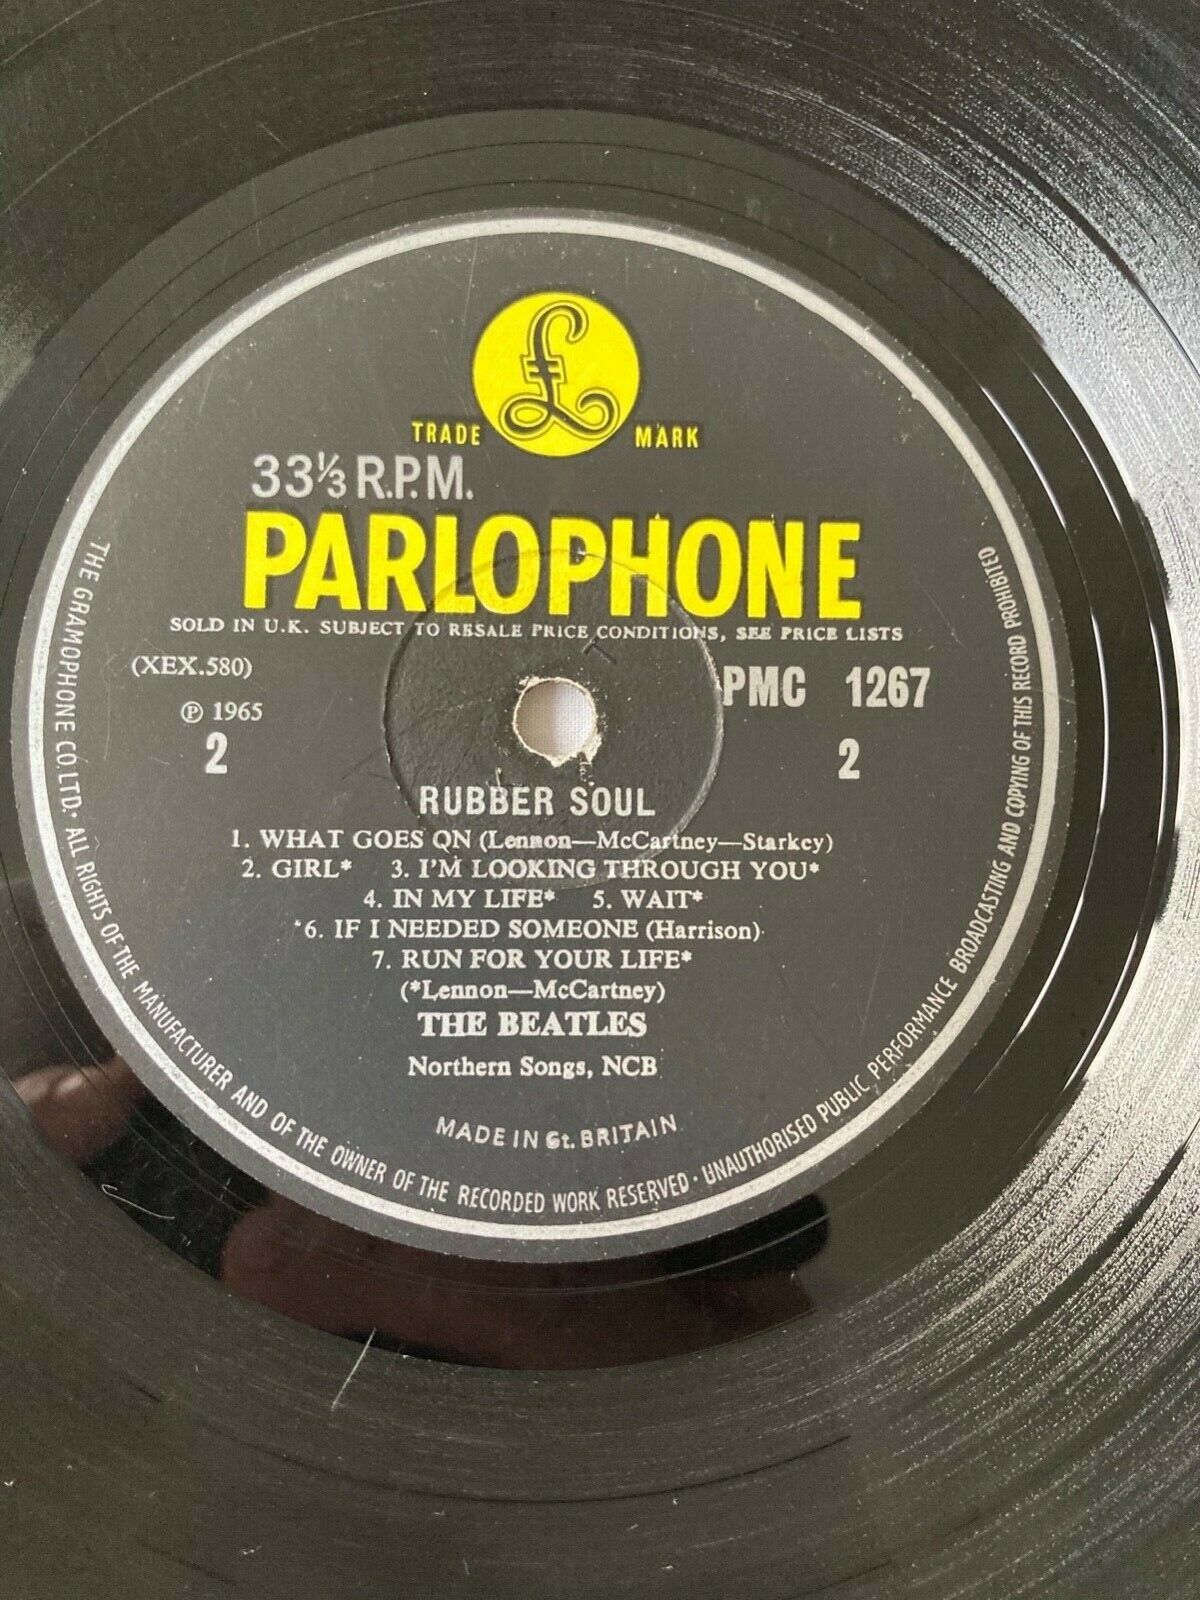 £
TRADE MARK
33⅓ R.P.M.
PARLOPHONE
SOLD IN U.K. SUBJECT TO RESALE PRICE CONDITIONS, SEE PRICE LISTS
(XEX.580) PMC 1267
℗ 1965
2 2
RUBBER SOUL
1. WHAT GOES ON (Lennon—McCartney—Starkey)
2. GIRL* 3. I'M LOOKING THROUGH YOU*
4. IN MY LIFE* 5. WAIT*
6. IF I NEEDED SOMEONE (Harrison)
7. RUN FOR YOUR LIFE*
(*Lennon—McCartney)
THE BEATLES
Northern Songs, NCB
MADE IN Gt. BRITAIN
THE GRAMOPHONE CO. LTD. · ALL RIGHTS OF THE MANUFACTURER AND OF THE OWNER OF THE RECORDED WORK RESERVED · UNAUTHORISED PUBLIC PERFORMANCE BROADCASTING AND COPYING OF THIS RECORD PROHIBITED